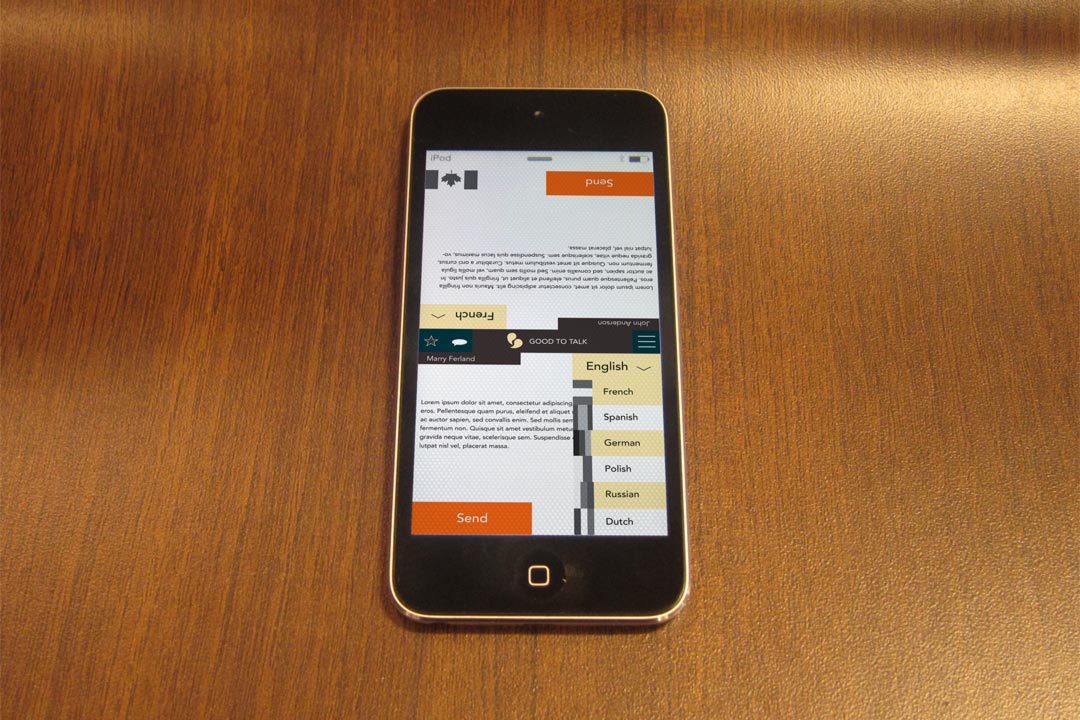 iPod
John Anderson
French
Lorem ipsum dolor sit amet, consectetur adipiscing elit. Mauris non fringilla
eros. Pellentesque quam purus, eleifend et aliquet ut, fringilla quis justo. In
ac auctor sapien, sed convallis enim. Sed mollis sem quam, vel mollis ligula
fermentum non. Quisque sit amet vestibulum metus. Curabitur a orci cursus,
gravida neque vitae, scelerisque sem. Suspendisse quis lacus maximus, vo-
lutpat nisl vel, placerat massa.
Send
GOOD TO TALK
Marry Ferland
English
French
Spanish
German
Polish
Russian
Dutch
Lorem ipsum dolor sit amet, consectetur adipiscing
eros. Pellentesque quam purus, eleifend et aliquet
ac auctor sapien, sed convallis enim. Sed mollis sem
fermentum non. Quisque sit amet vestibulum metu
gravida neque vitae, scelerisque sem. Suspendisse
lutpat nisl vel, placerat massa.
Send